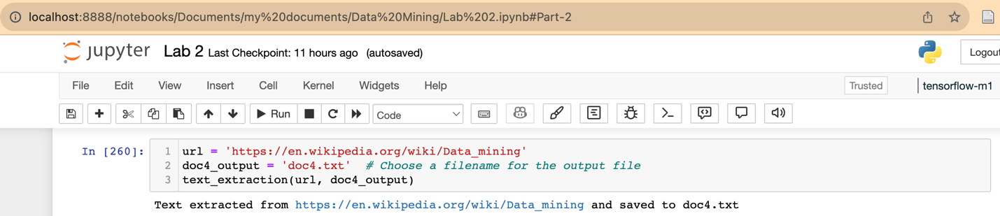 localhost:8888/notebooks/Documents/my%20documents/Data%20Mining/Lab%202.ipynb#Part-2
jupyter Lab 2 Last Checkpoint: 11 hours ago (autosaved) Logout
File Edit View Insert Cell Kernel Widgets Help Trusted tensorflow-m1
Run Code
In [260]: 1 url = 'https://en.wikipedia.org/wiki/Data_mining'
2 doc4_output = 'doc4.txt' # Choose a filename for the output file
3 text_extraction(url, doc4_output)
Text extracted from https://en.wikipedia.org/wiki/Data_mining and saved to doc4.txt